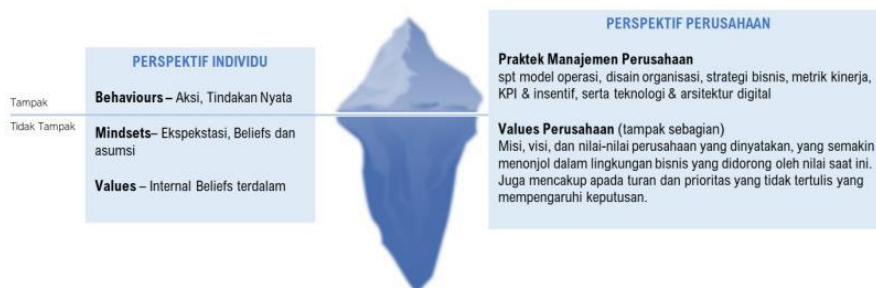 PERSPEKTIF INDIVIDU
Behaviours – Aksi, Tindakan Nyata
Tampak
Tidak Tampak
Mindsets– Ekspektasi, Beliefs dan
asumsi
Values – Internal Beliefs terdalam
PERSPEKTIF PERUSAHAAN
Praktek Manajemen Perusahaan
spt model operasi, disain organisasi, strategi bisnis, metrik kinerja,
KPI & insentif, serta teknologi & arsitektur digital
Values Perusahaan (tampak sebagian)
Misi, visi, dan nilai-nilai perusahaan yang dinyatakan, yang semakin
menonjol dalam lingkungan bisnis yang didorong oleh nilai saat ini.
Juga mencakup apada turan dan prioritas yang tidak tertulis yang
mempengaruhi keputusan.